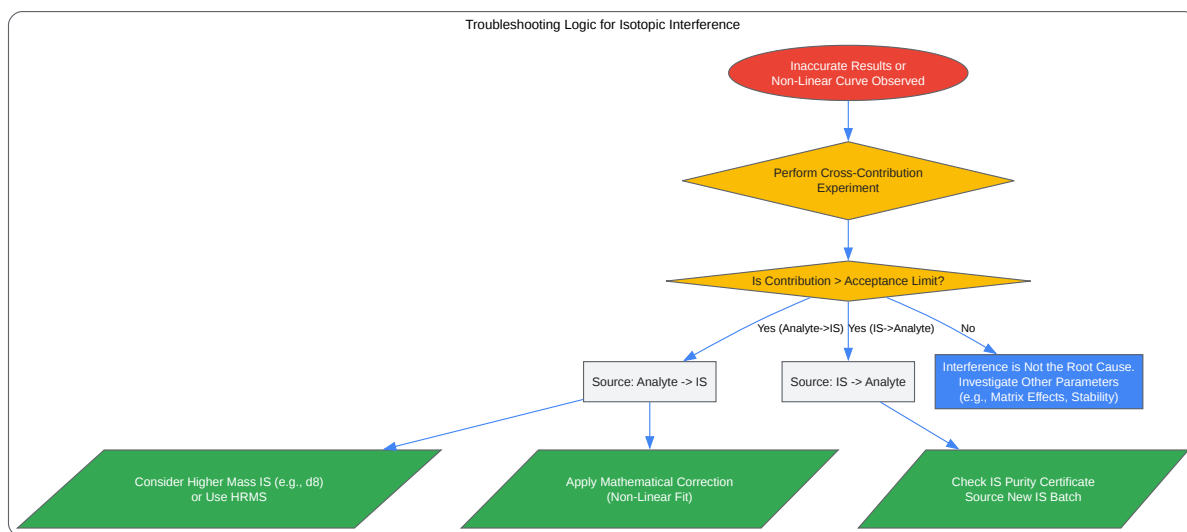 Troubleshooting Logic for Isotopic Interference
Inaccurate Results or
Non-Linear Curve Observed
Perform Cross-Contribution
Experiment
Is Contribution > Acceptance Limit?
Yes (Analyte->IS)
Yes (IS->Analyte)
No
Source: Analyte -> IS
Source: IS -> Analyte
Interference is Not the Root Cause.
Investigate Other Parameters
(e.g., Matrix Effects, Stability)
Consider Higher Mass IS (e.g., d8)
or Use HRMS
Apply Mathematical Correction
(Non-Linear Fit)
Check IS Purity Certificate
Source New IS Batch